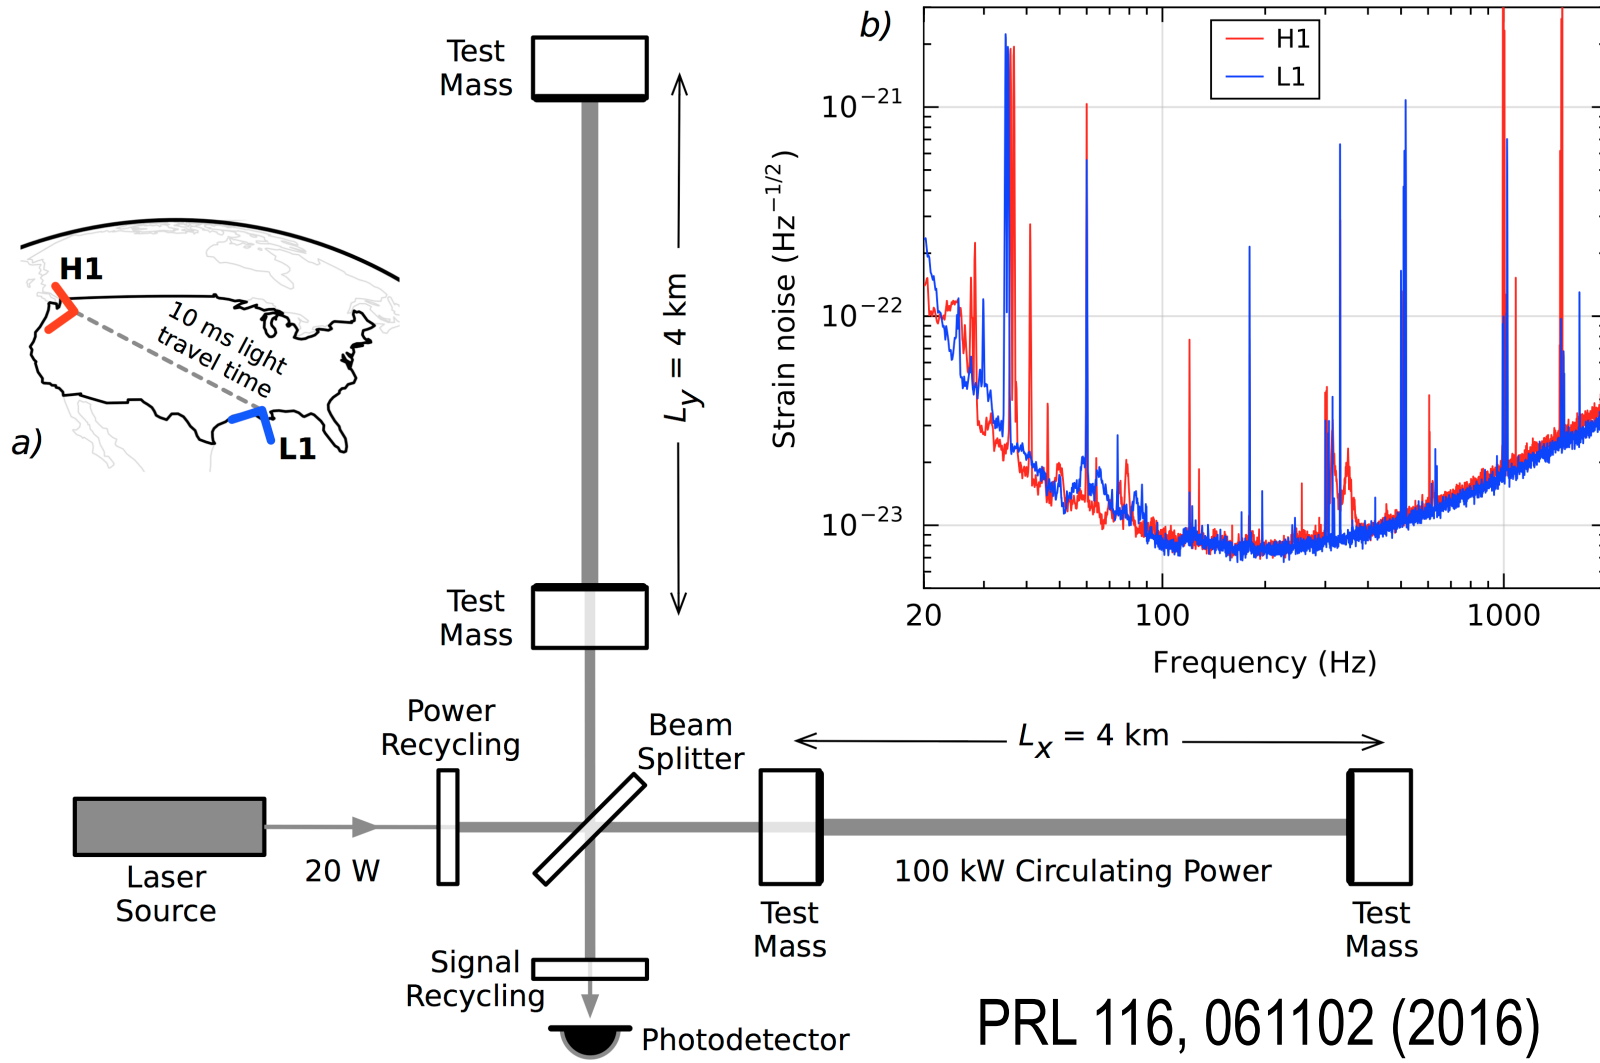 Test
Mass
L_y = 4 km
Test
Mass
H1
10 ms light
travel time
a)
L1
b)
H1
L1
10^−21
10^−22
10^−23
Strain noise (Hz^−1/2)
20
100
1000
Frequency (Hz)
Power
Recycling
Beam
Splitter
L_x = 4 km
Laser
Source
20 W
100 kW Circulating Power
Test
Mass
Test
Mass
Signal
Recycling
Photodetector
PRL 116, 061102 (2016)